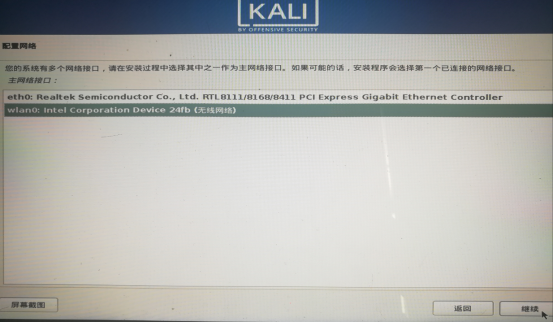 KALI
BY OFFENSIVE SECURITY
配置网络
您的系统有多个网络接口，请在安装过程中选择其中之一作为主网络接口。如果可能的话，安装程序会选择第一个已连接的网络接口。
主网络接口：
eth0: Realtek Semiconductor Co., Ltd. RTL8111/8168/8411 PCI Express Gigabit Ethernet Controller
wlan0: Intel Corporation Device 24fb (无线网络)
屏幕截图
返回
继续